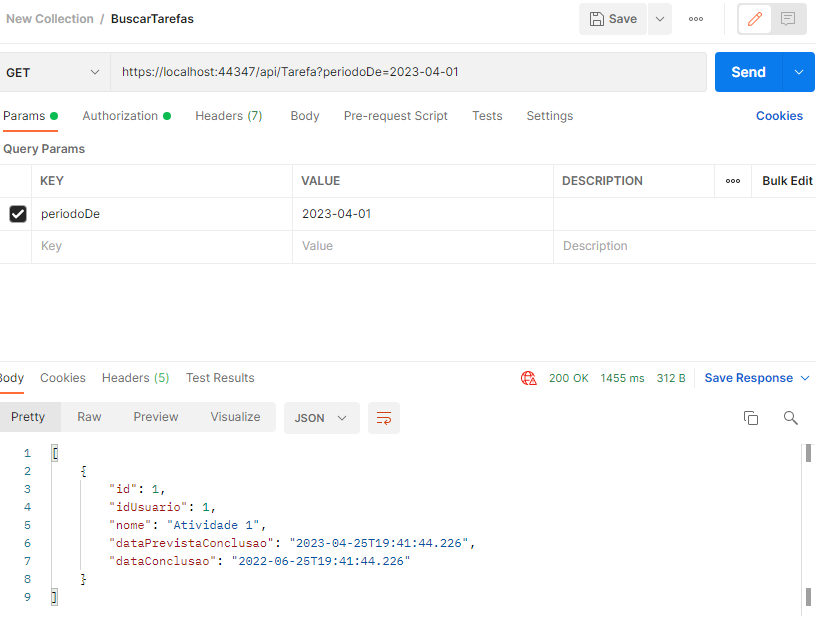 New Collection / BuscarTarefas
Save
GET
https://localhost:44347/api/Tarefa?periodoDe=2023-04-01
Send
Params Authorization Headers (7) Body Pre-request Script Tests Settings Cookies
Query Params
KEY VALUE DESCRIPTION Bulk Edit
periodoDe 2023-04-01
Key Value Description
Body Cookies Headers (5) Test Results 200 OK 1455 ms 312 B Save Response
Pretty Raw Preview Visualize JSON
1 [
2 {
3 "id": 1,
4 "idUsuario": 1,
5 "nome": "Atividade 1",
6 "dataPrevistaConclusao": "2023-04-25T19:41:44.226",
7 "dataConclusao": "2022-06-25T19:41:44.226"
8 }
9 ]